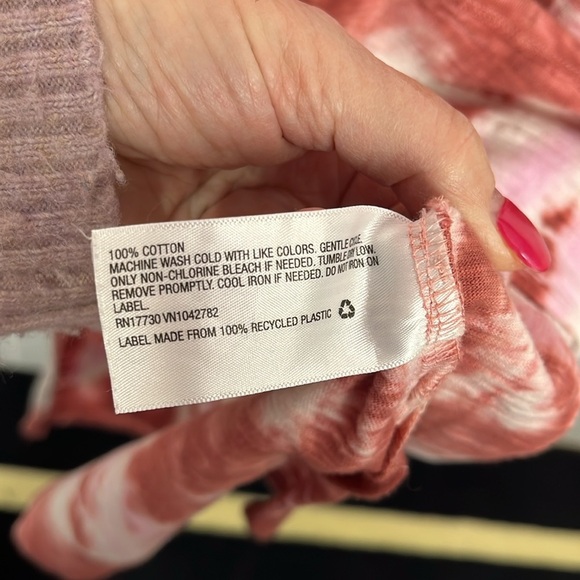 100% COTTON
MACHINE WASH COLD WITH LIKE COLORS. GENTLE CYCLE.
ONLY NON-CHLORINE BLEACH IF NEEDED. TUMBLE DRY LOW.
REMOVE PROMPTLY. COOL IRON IF NEEDED. DO NOT IRON ON
LABEL.
RN17730 VN1042782
LABEL MADE FROM 100% RECYCLED PLASTIC